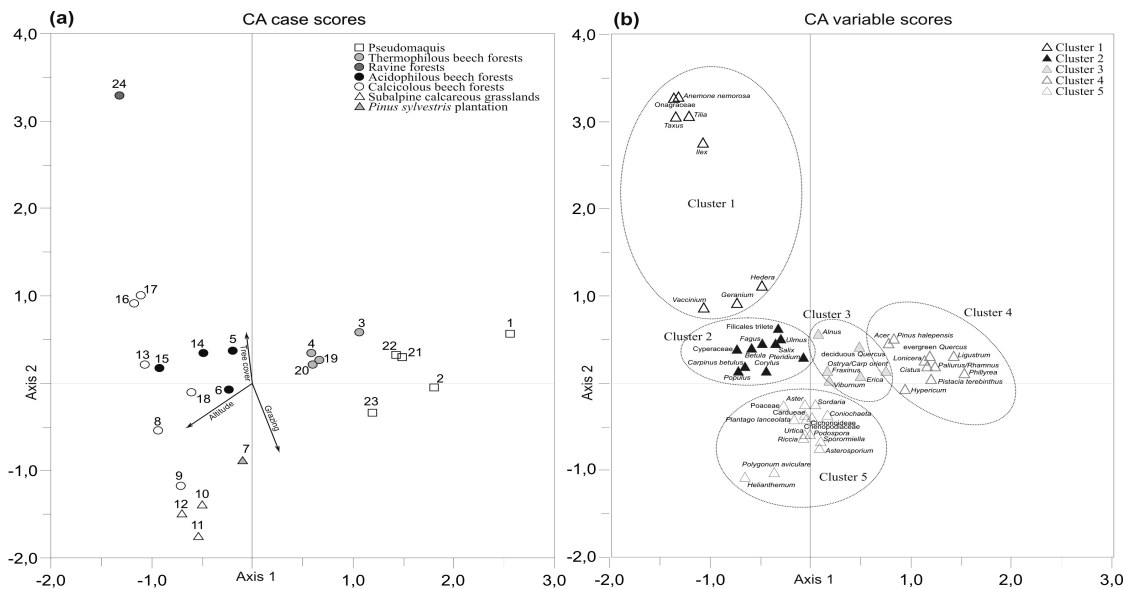 (a)
CA case scores
4,0
3,0
2,0
1,0
0,0
-1,0
-2,0
Axis 2
-2,0
-1,0
Axis 1
1,0
2,0
3,0
Pseudomaquis
Thermophilous beech forests
Ravine forests
Acidophilous beech forests
Calcicolous beech forests
Subalpine calcareous grasslands
Pinus sylvestris plantation
24
17
16
13
15
14
5
6
18
8
7
9
10
12
11
3
4
19
20
22
21
1
2
23
Tree cover
Altitude
Grazing
(b)
CA variable scores
4,0
3,0
2,0
1,0
0,0
-1,0
-2,0
Axis 2
-2,0
-1,0
Axis 1
1,0
2,0
3,0
Cluster 1
Cluster 2
Cluster 3
Cluster 4
Cluster 5
Anemone nemorosa
Onagraceae
Taxus
Tilia
Ilex
Cluster 1
Hedera
Geranium
Vaccinium
Cluster 2
Filicales trilete
Fagus
Ulmus
Cyperaceae
Salix
Betula
Pteridium
Carpinus betulus
Corylus
Populus
Cluster 3
Alnus
deciduous Quercus
Ostrya/Carp orient
Fraxinus
Erica
Viburnum
Cluster 4
Acer
Pinus halepensis
evergreen Quercus
Lonicera
Ligustrum
Cistus
Paliurus/Rhamnus
Phillyrea
Pistacia terebinthus
Hypericum
Aster
Sordaria
Poaceae
Cardueae
Coniochaeta
Plantago lanceolata
Cichorioideae
Chenopodiaceae
Urtica
Podospora
Riccia
Sporormiella
Asterosporium
Polygonum aviculare
Helianthemum
Cluster 5